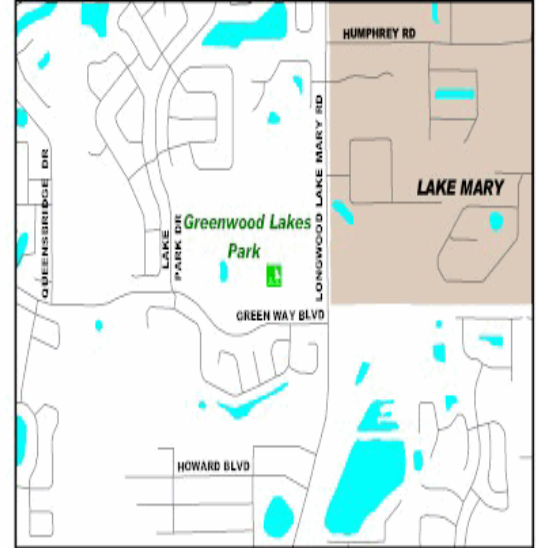 HUMPHREY RD
LONGWOOD LAKE MARY RD
QUEENSBRIDGE DR
LAKE MARY
LAKE
PARK DR
Greenwood Lakes
Park
GREEN WAY BLVD
HOWARD BLVD